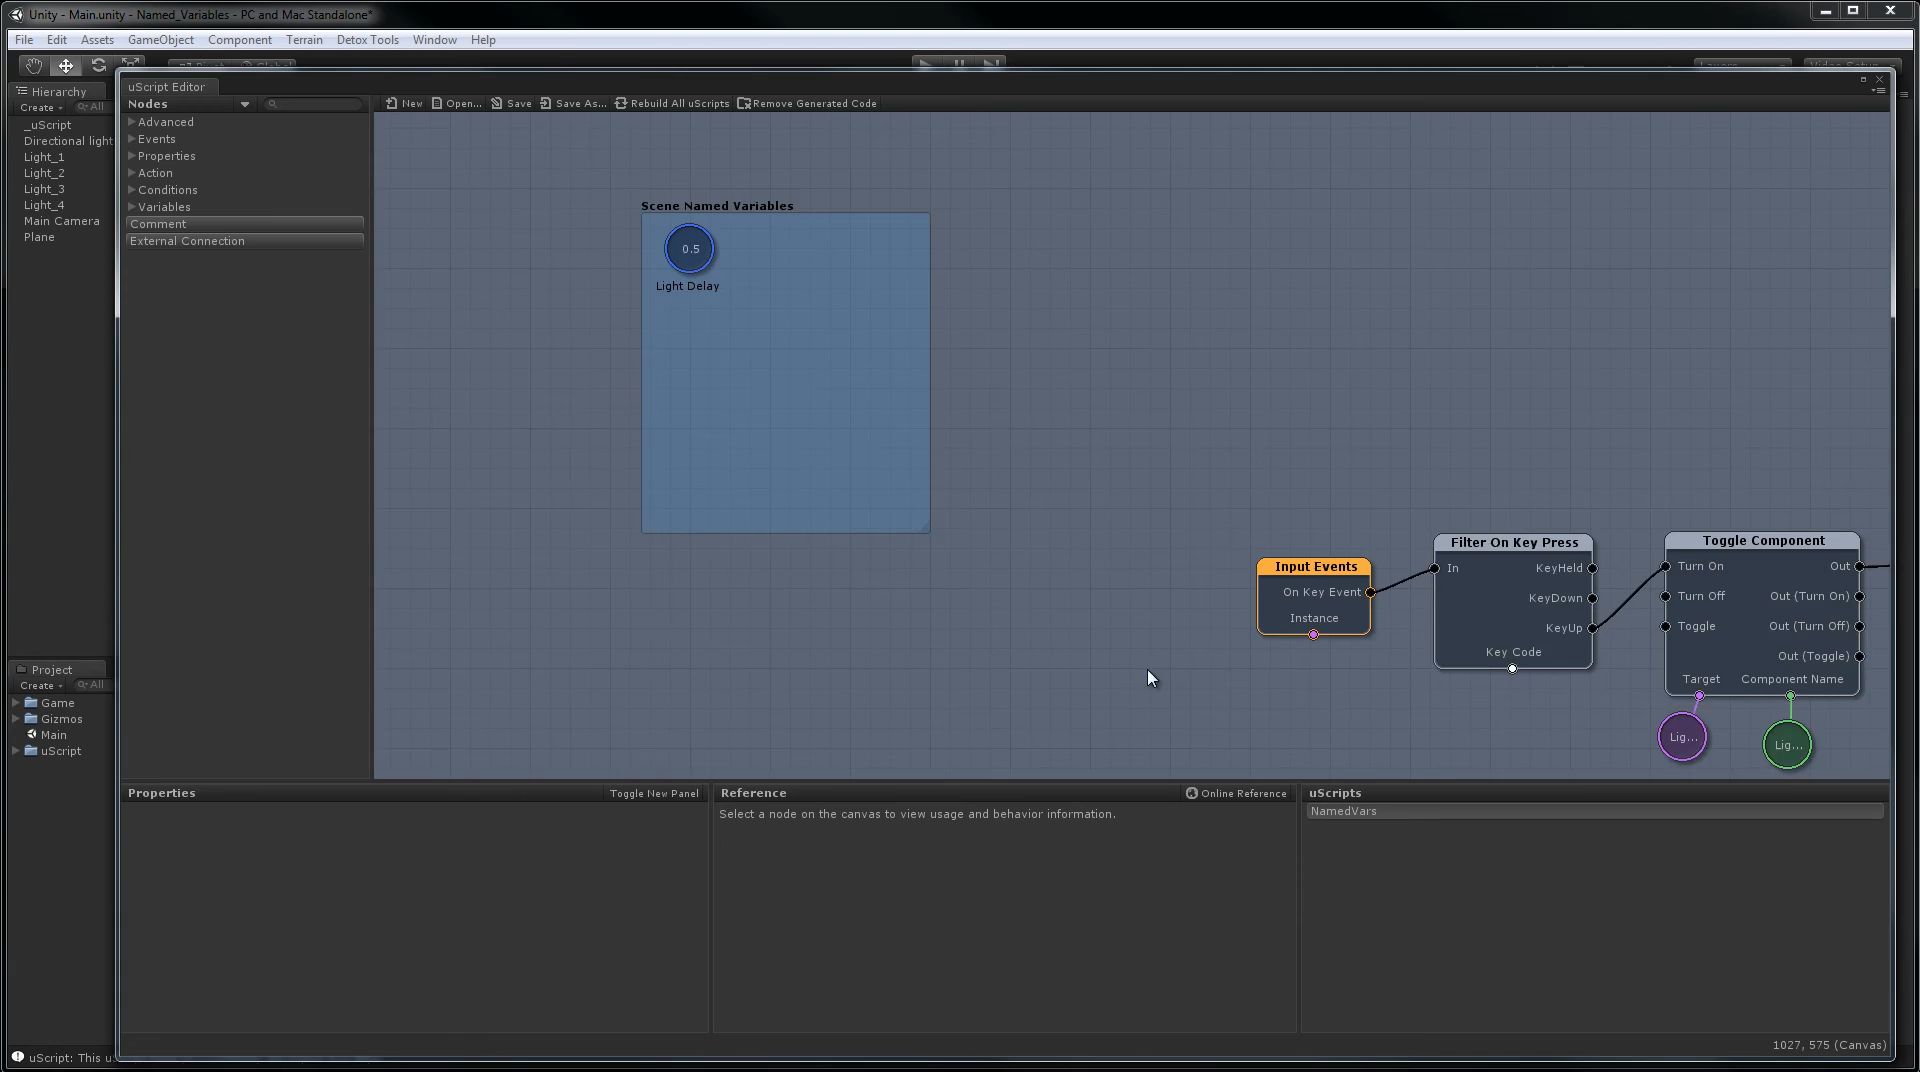 Unity - Main.unity - Named_Variables - PC and Mac Standalone*
File Edit Assets GameObject Component Terrain Detox Tools Window Help
Hierarchy
Create All
_uScript
Directional light
Light_1
Light_2
Light_3
Light_4
Main Camera
Plane
Project
Create All
Game
Gizmos
Main
uScript
uScript: This u
uScript Editor
Nodes
New Open... Save Save As... Rebuild All uScripts Remove Generated Code
Advanced
Events
Properties
Action
Conditions
Variables
Comment
External Connection
Scene Named Variables
0.5
Light Delay
Input Events
On Key Event
Instance
Filter On Key Press
In KeyHeld
KeyDown
KeyUp
Key Code
Toggle Component
Turn On Out
Turn Off Out (Turn On)
Toggle Out (Turn Off)
Out (Toggle)
Target Component Name
Lig... Lig...
Properties Toggle New Panel
Reference Online Reference
Select a node on the canvas to view usage and behavior information.
uScripts
NamedVars
1027, 575 (Canvas)